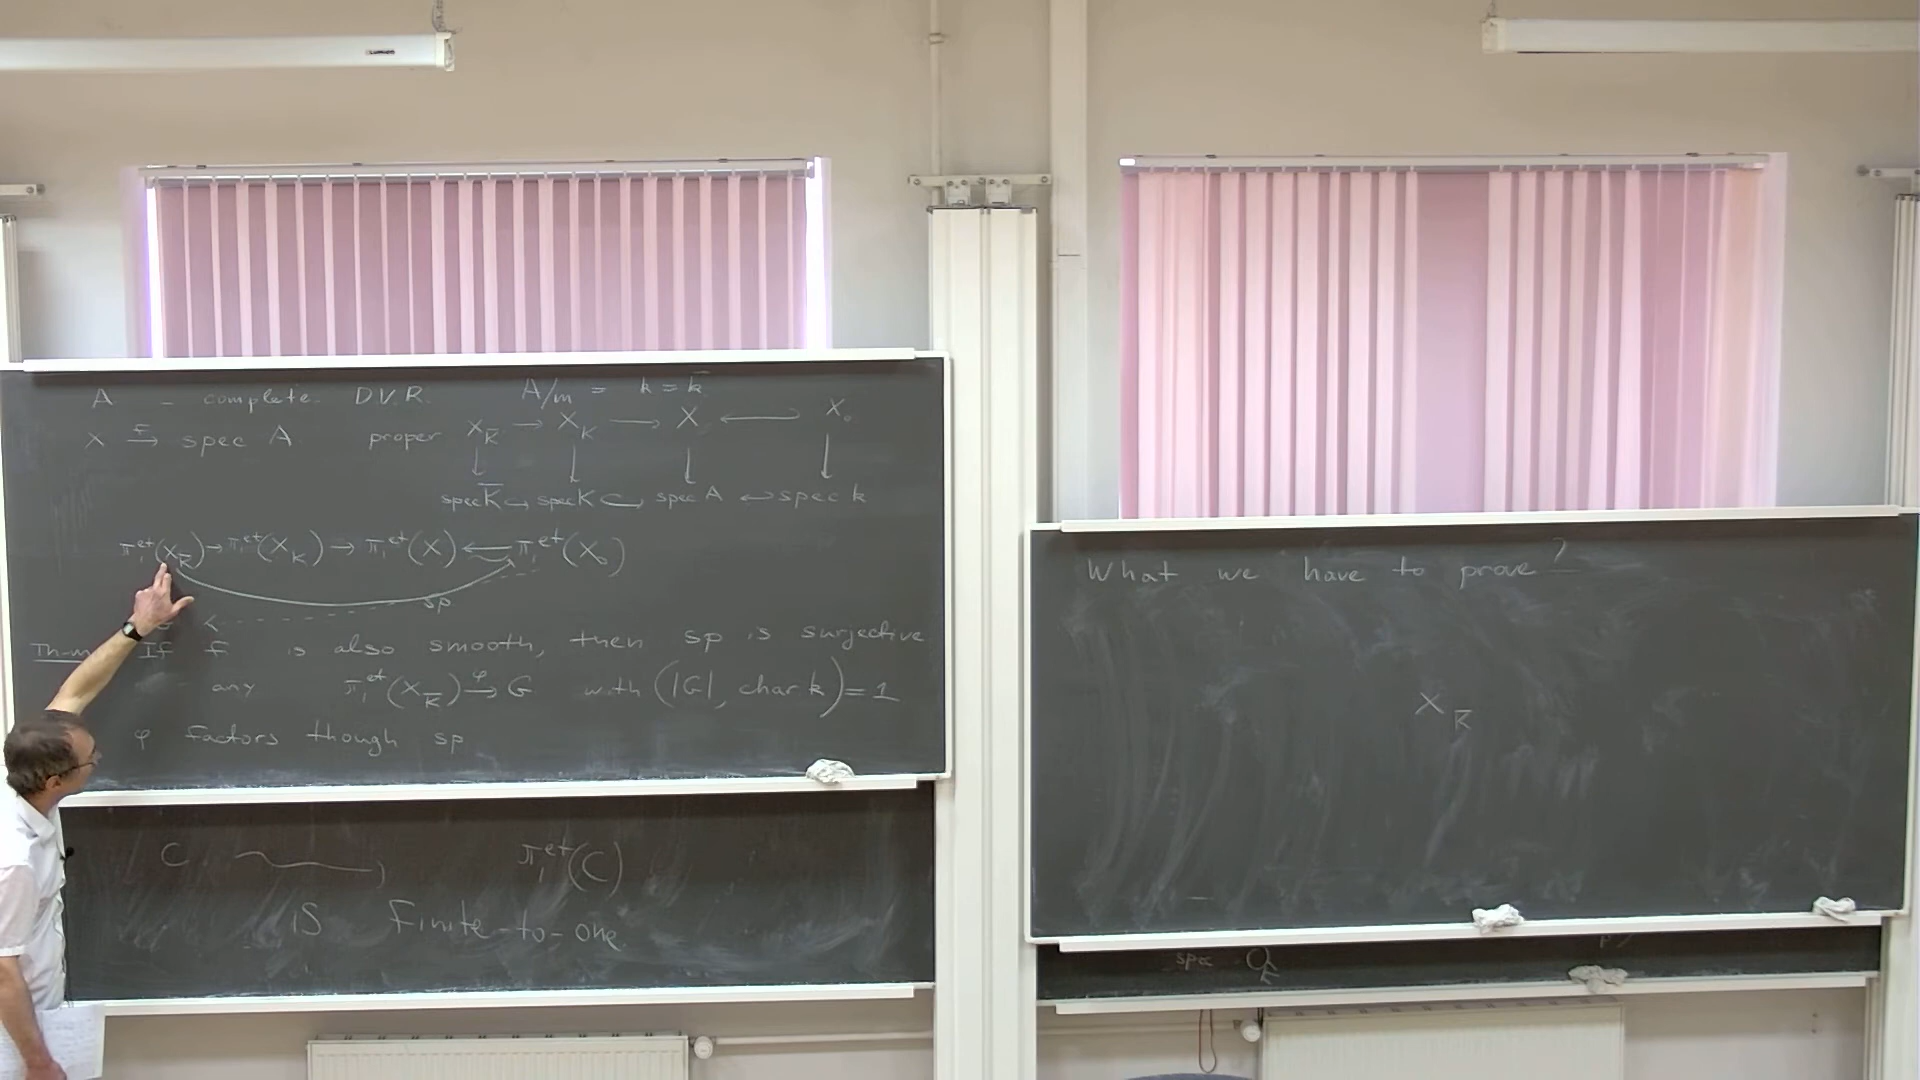 A - complete D.V.R. A/m = k = k̄
X →^f spec A proper X_K̄ → X_K → X ↩ X₀
↓ ↓ ↓ ↓
spec K̄ ↪ spec K ↪ spec A ↩ spec k
π₁^et(X_K̄) → π₁^et(X_K) → π₁^et(X) ⇐ π₁^et(X₀)
sp
Th-m If f is also smooth, then sp is surjective
any π₁^et(X_K̄) →^φ G with (|G|, char k) = 1
φ factors though sp
C π₁^et(C)
is finite-to-one
What we have to prove?
X_K̄
spec